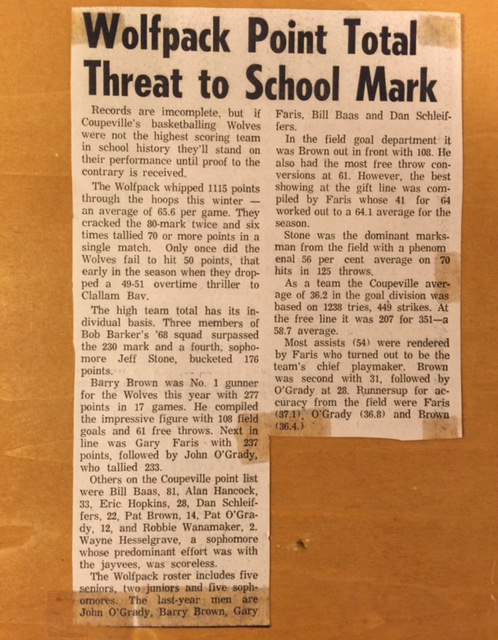 Wolfpack Point Total
Threat to School Mark
Records are imcomplete, but if
Coupeville's basketballing Wolves
were not the highest scoring team
in school history they'll stand on
their performance until proof to the
contrary is received.
The Wolfpack whipped 1115 points
through the hoops this winter —
an average of 65.6 per game. They
cracked the 80-mark twice and six
times tallied 70 or more points in a
single match. Only once did the
Wolves fail to hit 50 points, that
early in the season when they drop-
ped a 49-51 overtime thriller to
Clallam Bay.
The high team total has its in-
dividual basis. Three members of
Bob Barker's '68 squad surpassed
the 230 mark and a fourth, sopho-
more Jeff Stone, bucketed 176
points.
Barry Brown was No. 1 gunner
for the Wolves this year with 277
points in 17 games. He compiled
the impressive figure with 108 field
goals and 61 free throws. Next in
line was Gary Faris with 237
points, followed by John O'Grady,
who tallied 233.
Others on the Coupeville point list
were Bill Baas, 81, Alan Hancock,
33, Eric Hopkins, 28, Dan Schleif-
fers, 22, Pat Brown, 14, Pat O'Gra-
dy, 12, and Robbie Wanamaker, 2.
Wayne Hesselgrave, a sophomore
whose predominant effort was with
the jayvees, was scoreless.
The Wolfpack roster includes five
seniors, two juniors and five soph-
omores. The last-year men are
John O'Grady, Barry Brown, Gary
Faris, Bill Baas and Dan Schleif-
fers.
In the field goal department it
was Brown out in front with 108. He
also had the most free throw con-
versions at 61. However, the best
showing at the gift line was com-
piled by Faris whose 41 for 64
worked out to a 64.1 average for the
season.
Stone was the dominant marks-
man from the field with a phenom
enal 56 per cent average on 70
hits in 125 throws.
As a team the Coupeville aver-
age of 36.2 in the goal division was
based on 1238 tries, 449 strikes. At
the free line it was 207 for 351—a
58.7 average.
Most assists (54) were rendered
by Faris who turned out to be the
team's chief playmaker. Brown
was second with 31, followed by
O'Grady at 28. Runnersup for ac-
curacy from the field were Faris
(37.1), O'Grady (36.8) and Brown
(36.4.)